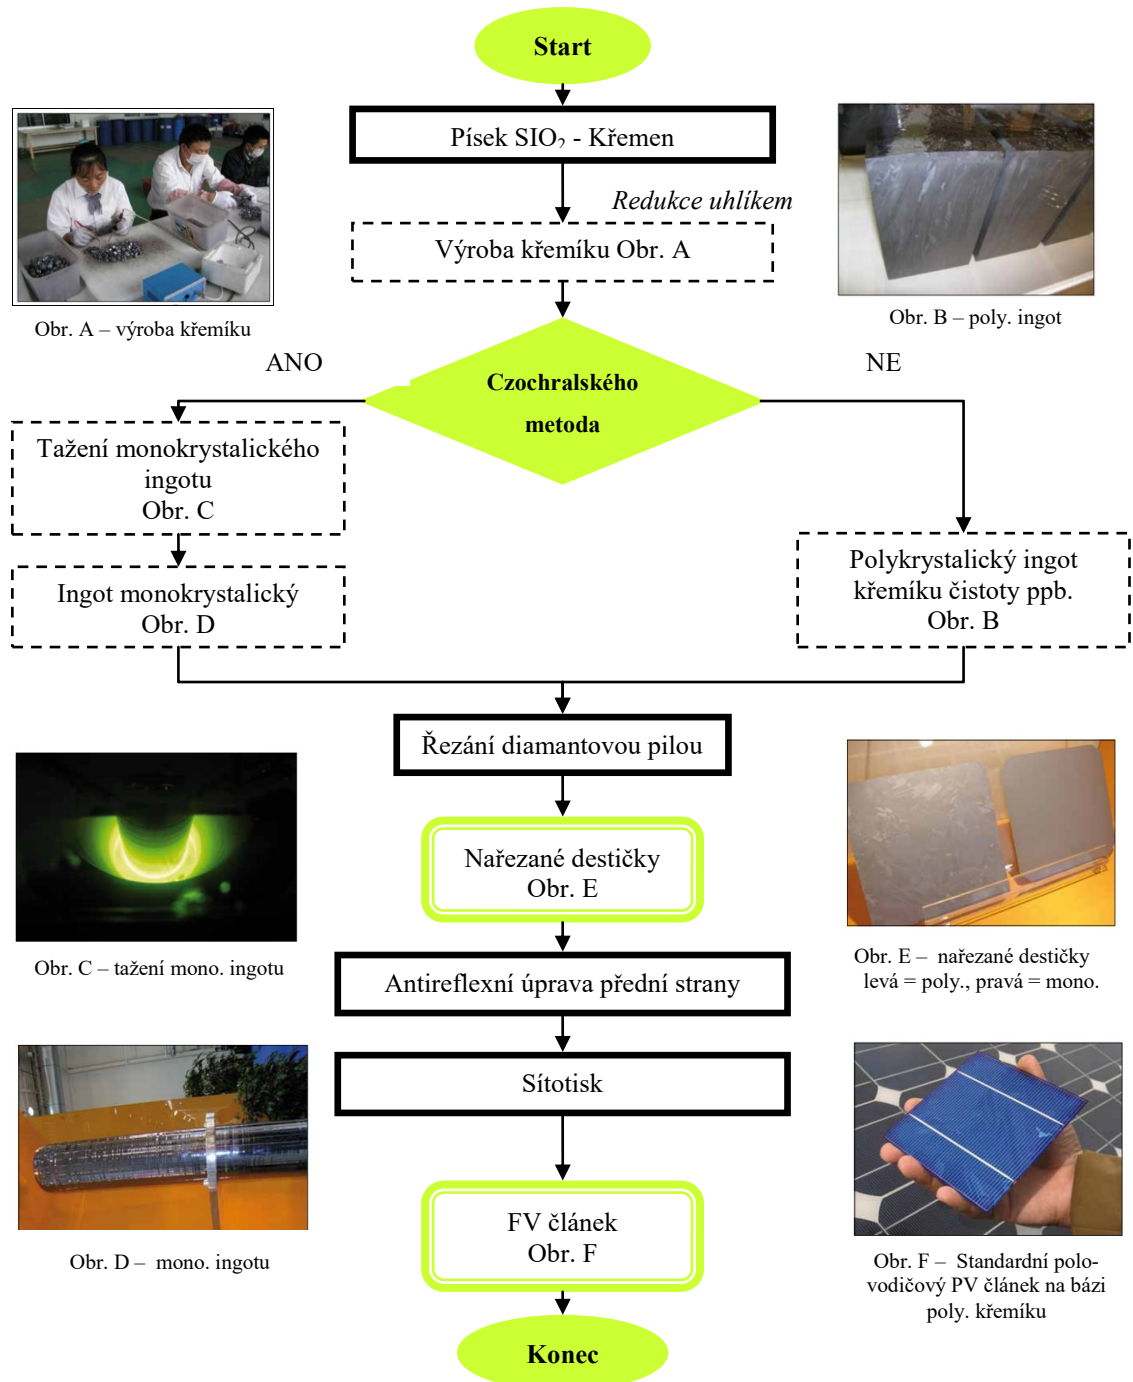 Start
Písek SIO₂ - Křemen
Redukce uhlíkem
Výroba křemíku Obr. A
Obr. A – výroba křemíku
Obr. B – poly. ingot
ANO
NE
Czochralského
metoda
Tažení monokrystalického
ingotu
Obr. C
Ingot monokrystalický
Obr. D
Polykrystalický ingot
křemíku čistoty ppb.
Obr. B
Řezání diamantovou pilou
Nařezané destičky
Obr. E
Obr. C – tažení mono. ingotu
Obr. E –  nařezané destičky
levá = poly., pravá = mono.
Antireflexní úprava přední strany
Sítotisk
FV článek
Obr. F
Obr. D –  mono. ingotu
Obr. F –  Standardní polo-
vodičový PV článek na bázi
poly. křemíku
Konec